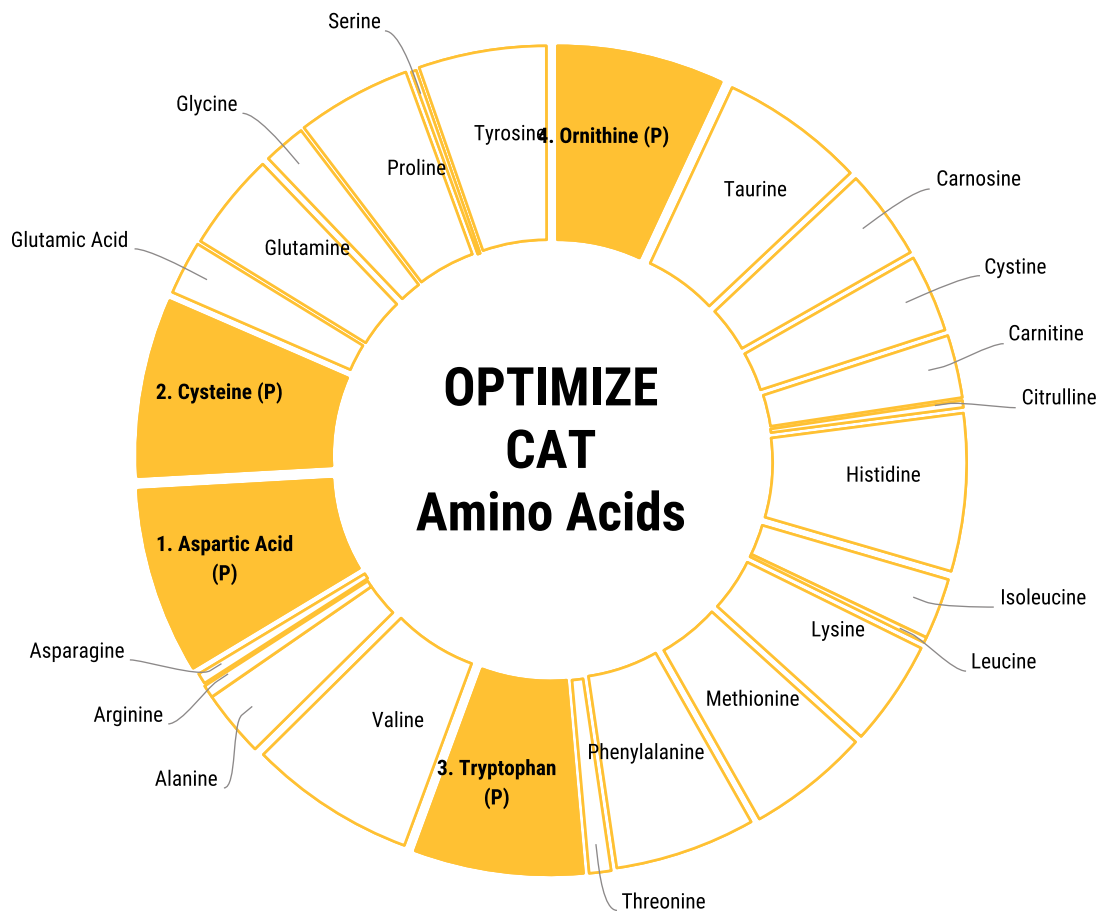 OPTIMIZE
CAT
Amino Acids
4. Ornithine (P)
Taurine
Carnosine
Cystine
Carnitine
Citrulline
Histidine
Isoleucine
Leucine
Lysine
Methionine
Phenylalanine
Threonine
3. Tryptophan
(P)
Valine
Alanine
Arginine
Asparagine
1. Aspartic Acid
(P)
2. Cysteine (P)
Glutamic Acid
Glutamine
Glycine
Proline
Serine
Tyrosine